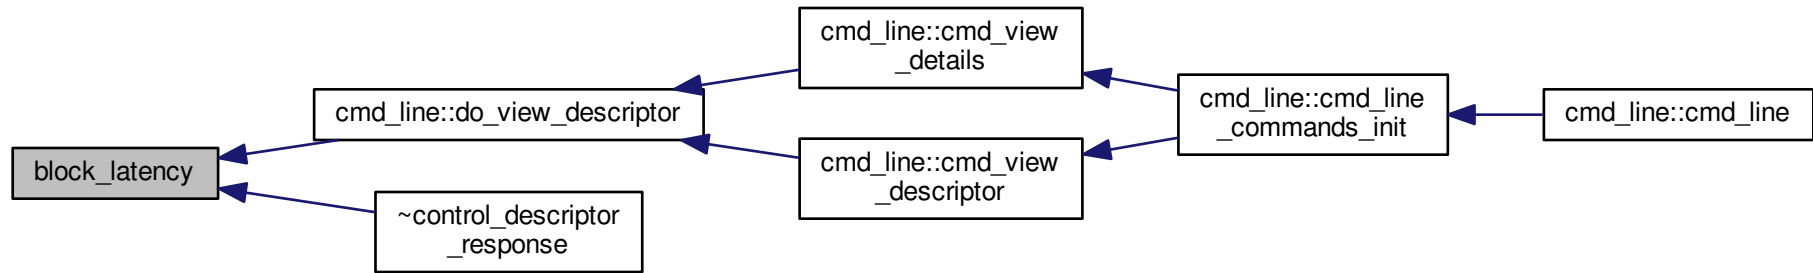 block_latency
cmd_line::do_view_descriptor
~control_descriptor
_response
cmd_line::cmd_view
_details
cmd_line::cmd_view
_descriptor
cmd_line::cmd_line
_commands_init
cmd_line::cmd_line